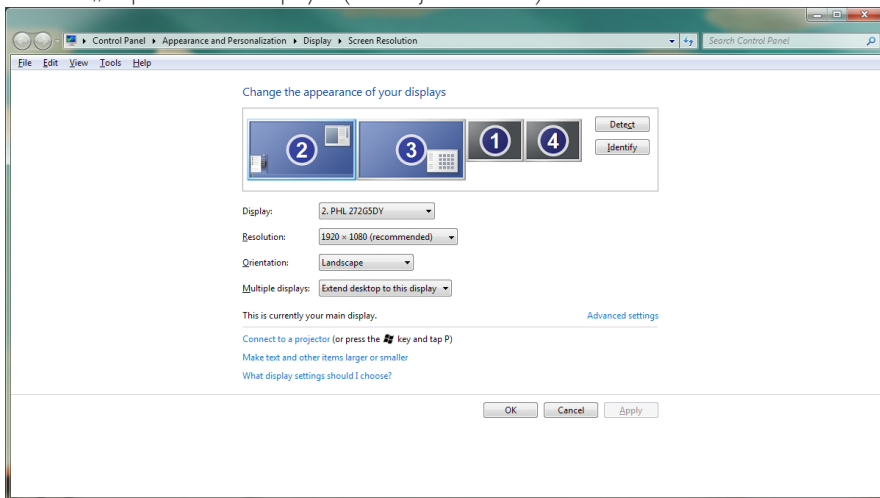 Control Panel ▸ Appearance and Personalization ▸ Display ▸ Screen Resolution
Search Control Panel
File Edit View Tools Help
Change the appearance of your displays
2 3 1 4
Detect
Identify
Display: 2. PHL 272G5DY
Resolution: 1920 × 1080 (recommended)
Orientation: Landscape
Multiple displays: Extend desktop to this display
This is currently your main display. Advanced settings
Connect to a projector (or press the key and tap P)
Make text and other items larger or smaller
What display settings should I choose?
OK Cancel Apply